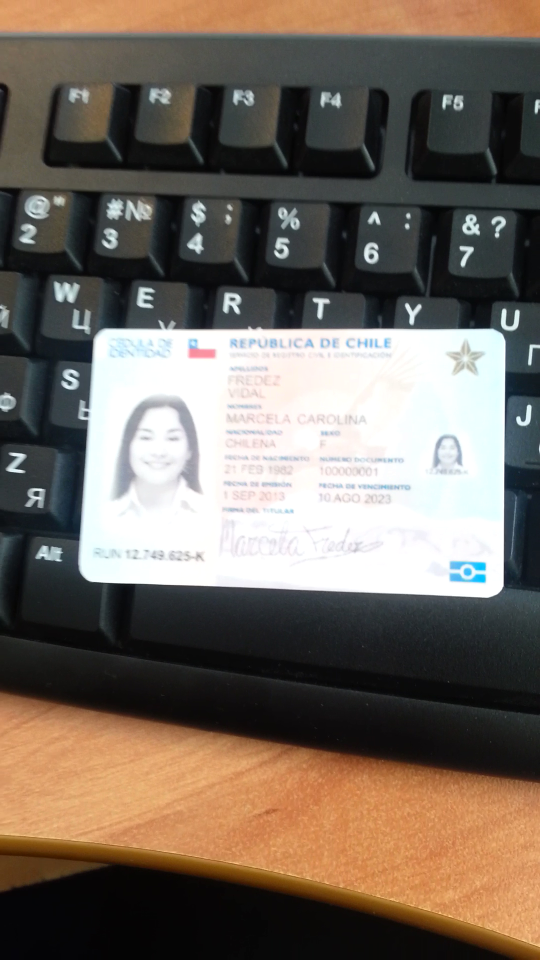 F1 F2 F3 F4 F5 F
@ " 2 #№ 3 $ ; 4 % 5 ^ : 6 & ? 7
Й W Ц E У R T Y U Г
CÉDULA DE
IDENTIDAD
REPÚBLICA DE CHILE
SERVICIO DE REGISTRO CIVIL E IDENTIFICACIÓN
APELLIDOS
FREDEZ
VIDAL
NOMBRES
MARCELA CAROLINA
NACIONALIDAD SEXO
CHILENA F
FECHA DE NACIMIENTO NÚMERO DOCUMENTO
21 FEB 1982 100000001
FECHA DE EMISIÓN FECHA DE VENCIMIENTO
1 SEP 2013 10 AGO 2023
FIRMA DEL TITULAR
Marcella Fredez
RUN 12.749.625-K
Ф S Ы J
Z Я
Alt